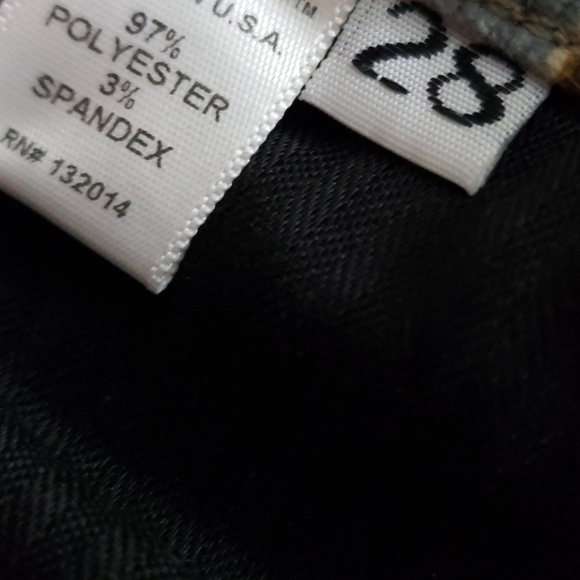 U.S.A.
97%
POLYESTER
3%
SPANDEX
RN# 132014
28